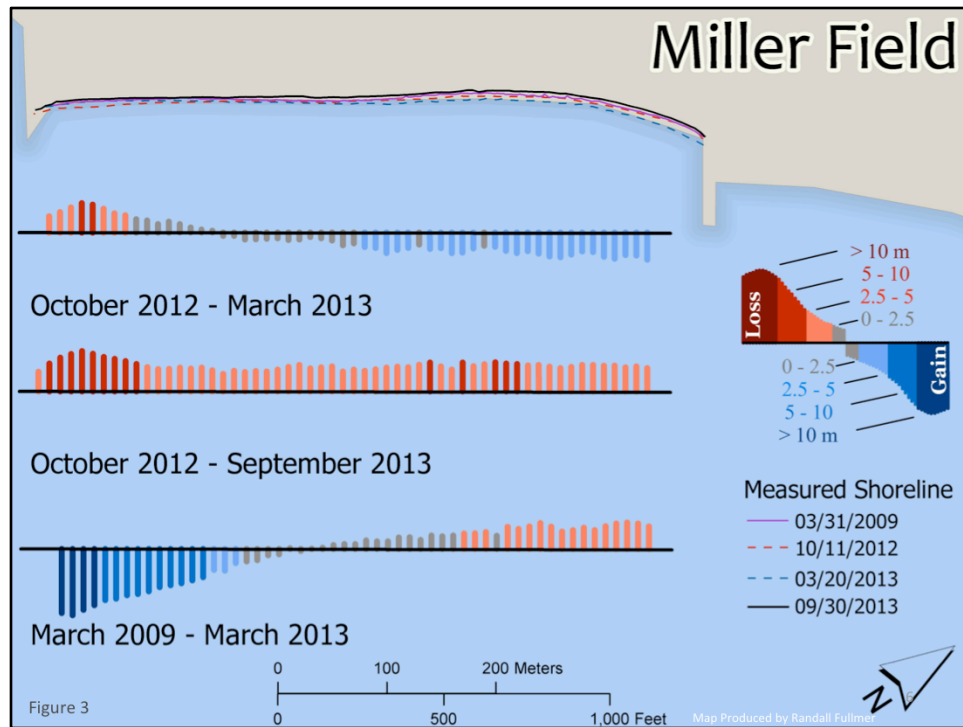 Miller Field
October 2012 - March 2013
October 2012 - September 2013
March 2009 - March 2013
Loss
> 10 m
5 - 10
2.5 - 5
0 - 2.5
0 - 2.5
2.5 - 5
5 - 10
> 10 m
Gain
Measured Shoreline
03/31/2009
10/11/2012
03/20/2013
09/30/2013
0 100 200 Meters
0 500 1,000 Feet
N
6
Figure 3
Map Produced by Randall Fullmer